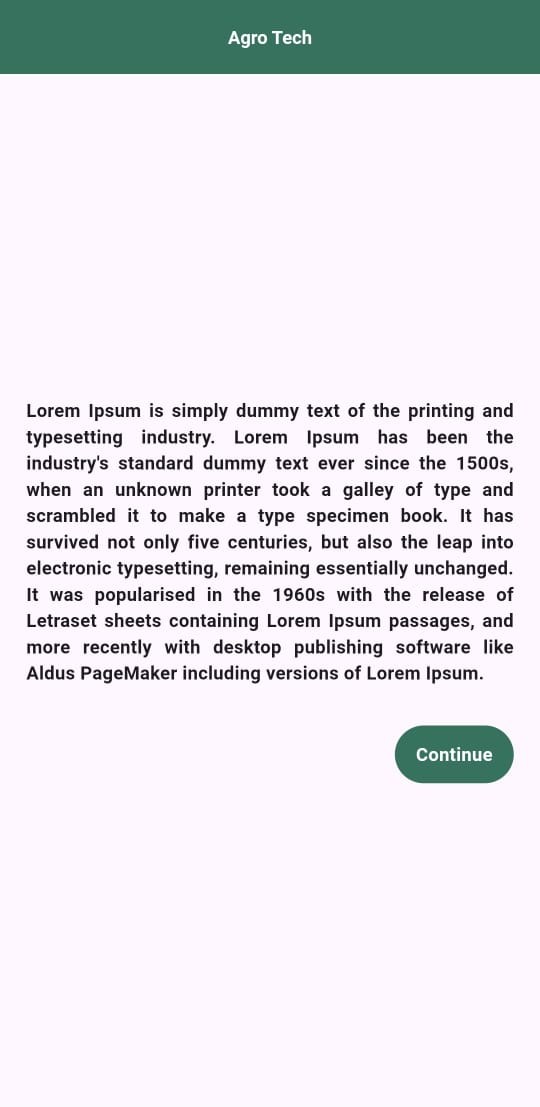 Agro Tech
Lorem Ipsum is simply dummy text of the printing and
typesetting industry. Lorem Ipsum has been the
industry's standard dummy text ever since the 1500s,
when an unknown printer took a galley of type and
scrambled it to make a type specimen book. It has
survived not only five centuries, but also the leap into
electronic typesetting, remaining essentially unchanged.
It was popularised in the 1960s with the release of
Letraset sheets containing Lorem Ipsum passages, and
more recently with desktop publishing software like
Aldus PageMaker including versions of Lorem Ipsum.
Continue